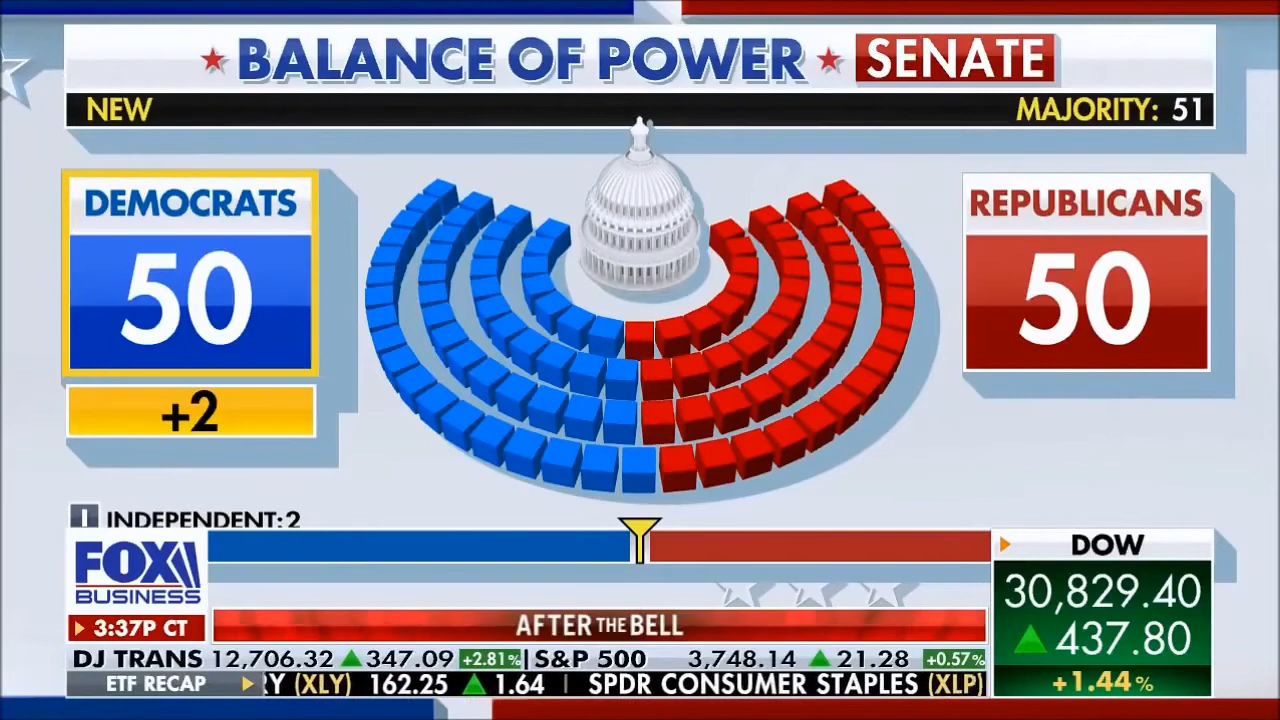 BALANCE OF POWER SENATE
NEW MAJORITY: 51
DEMOCRATS
50
+2
REPUBLICANS
50
I INDEPENDENT: 2
FOX
BUSINESS
3:37P CT
AFTER THE BELL
DOW
30,829.40
437.80
+1.44%
DJ TRANS 12,706.32 347.09 +2.81% S&P 500 3,748.14 21.28 +0.57%
ETF RECAP RY (XLY) 162.25 1.64 | SPDR CONSUMER STAPLES (XLP)